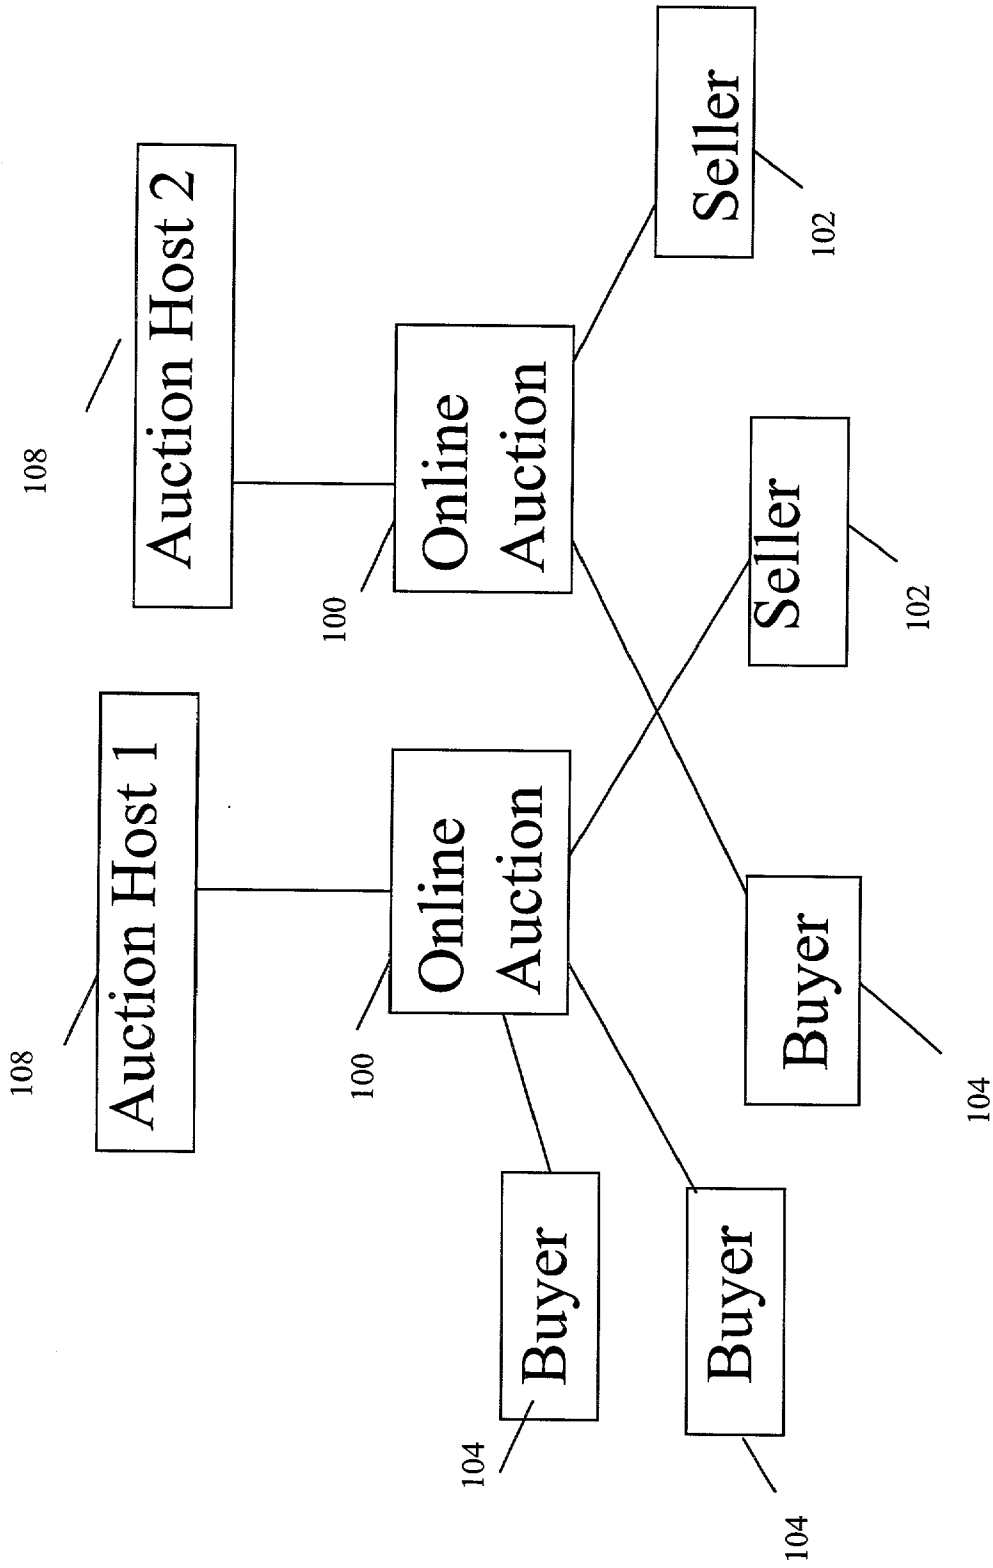 108
Auction Host 1
108
Auction Host 2
100
Online
Auction
100
Online
Auction
104
Buyer
104
Buyer
Buyer
104
Seller
102
Seller
102